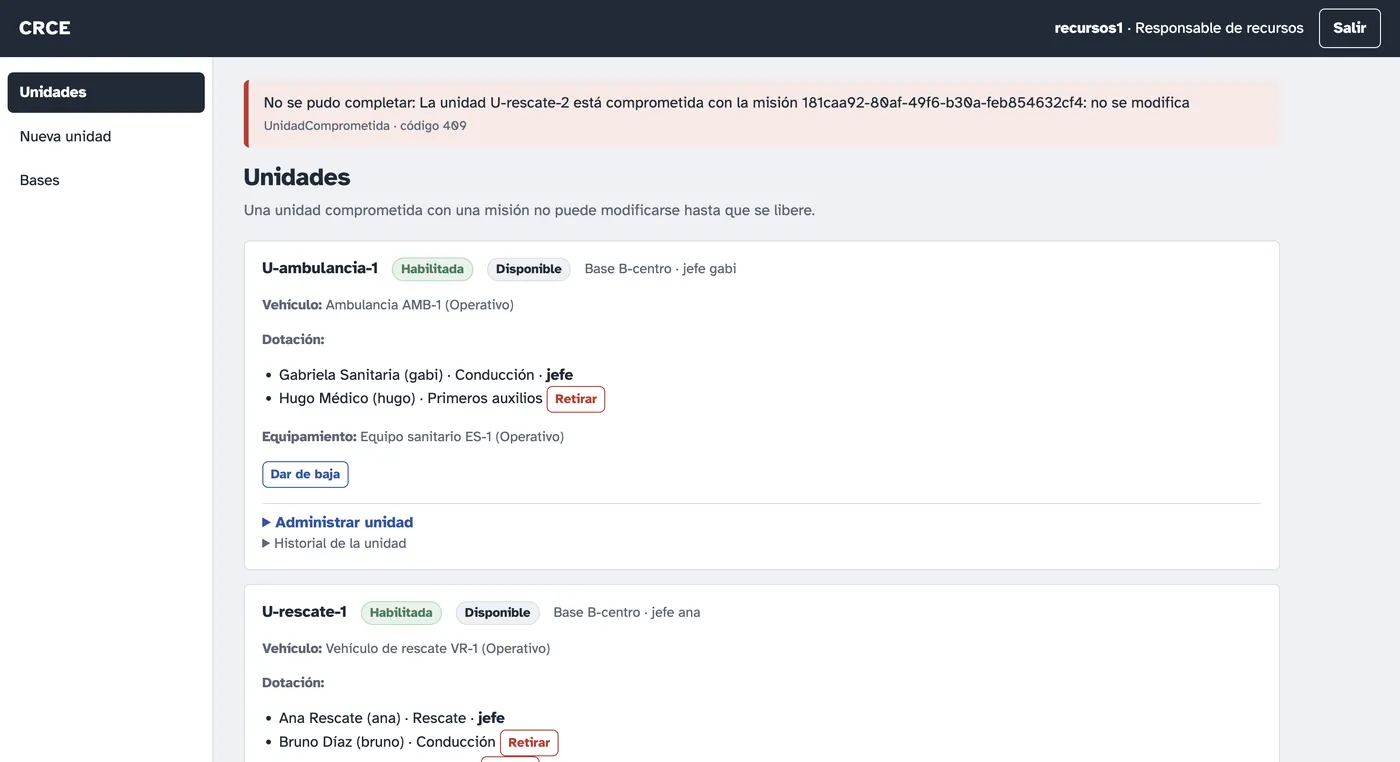 CRCE
recursos1 · Responsable de recursos
Salir
Unidades
Nueva unidad
Bases
No se pudo completar: La unidad U-rescate-2 está comprometida con la misión 181caa92-80af-49f6-b30a-feb854632cf4: no se modifica
UnidadComprometida · código 409
Unidades
Una unidad comprometida con una misión no puede modificarse hasta que se libere.
U-ambulancia-1 Habilitada Disponible Base B-centro · jefe gabi
Vehículo: Ambulancia AMB-1 (Operativo)
Dotación:
• Gabriela Sanitaria (gabi) · Conducción · jefe
• Hugo Médico (hugo) · Primeros auxilios Retirar
Equipamiento: Equipo sanitario ES-1 (Operativo)
Dar de baja
▶ Administrar unidad
▶ Historial de la unidad
U-rescate-1 Habilitada Disponible Base B-centro · jefe ana
Vehículo: Vehículo de rescate VR-1 (Operativo)
Dotación:
• Ana Rescate (ana) · Rescate · jefe
• Bruno Díaz (bruno) · Conducción Retirar